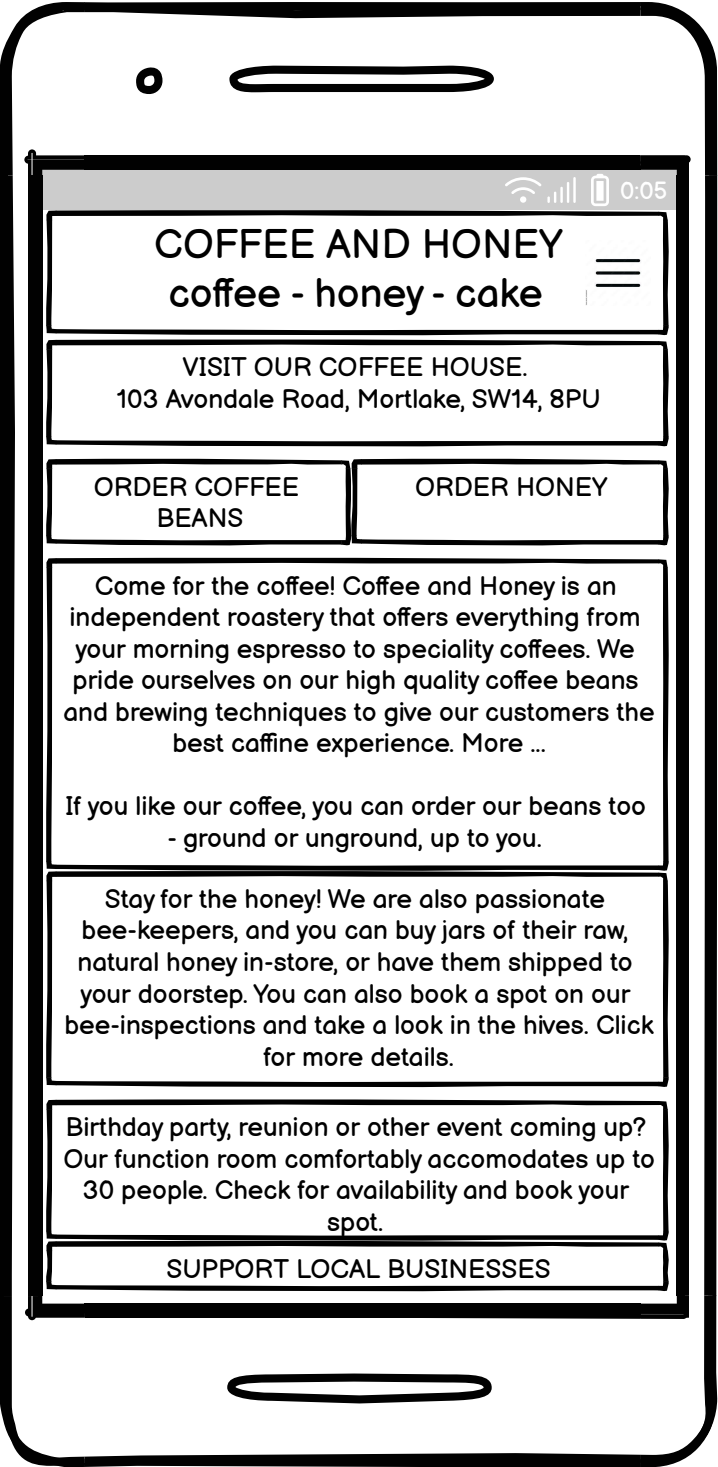 0:05
COFFEE AND HONEY
coffee - honey - cake
VISIT OUR COFFEE HOUSE.
103 Avondale Road, Mortlake, SW14, 8PU
ORDER COFFEE
BEANS
ORDER HONEY
Come for the coffee! Coffee and Honey is an
independent roastery that offers everything from
your morning espresso to speciality coffees. We
pride ourselves on our high quality coffee beans
and brewing techniques to give our customers the
best caffine experience. More ...
If you like our coffee, you can order our beans too
- ground or unground, up to you.
Stay for the honey! We are also passionate
bee-keepers, and you can buy jars of their raw,
natural honey in-store, or have them shipped to
your doorstep. You can also book a spot on our
bee-inspections and take a look in the hives. Click
for more details.
Birthday party, reunion or other event coming up?
Our function room comfortably accomodates up to
30 people. Check for availability and book your
spot.
SUPPORT LOCAL BUSINESSES